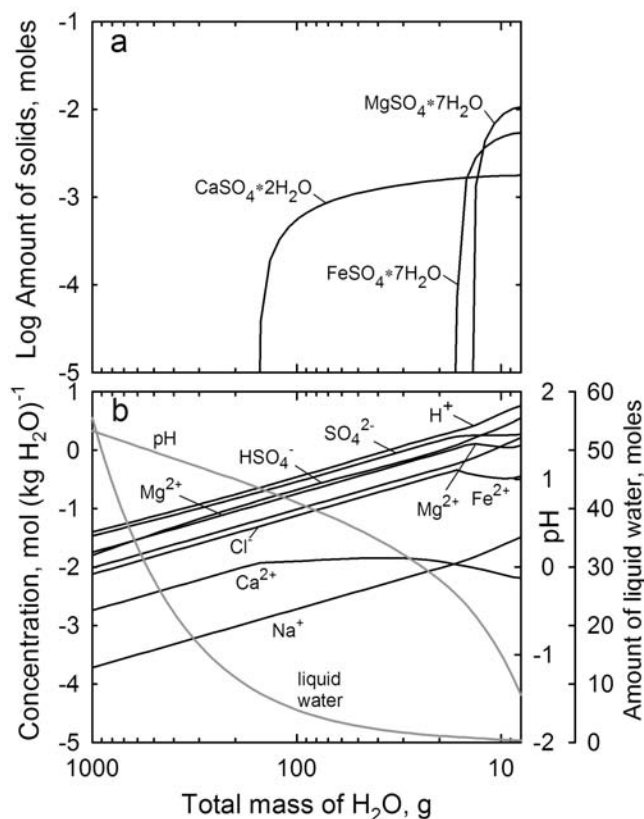 a
-1
-2
-3
-4
-5
Log Amount of solids, moles
MgSO4*7H2O
CaSO4*2H2O
FeSO4*7H2O
b
0
-1
-2
-3
-4
-5
Concentration, mol (kg H2O)-1
pH
H+
SO42-
HSO4-
Mg2+
Mg2+
Fe2+
Cl-
Ca2+
Na+
liquid
water
2
1
0
-1
-2
pH
60
50
40
30
20
10
0
Amount of liquid water, moles
1000
100
10
Total mass of H2O, g